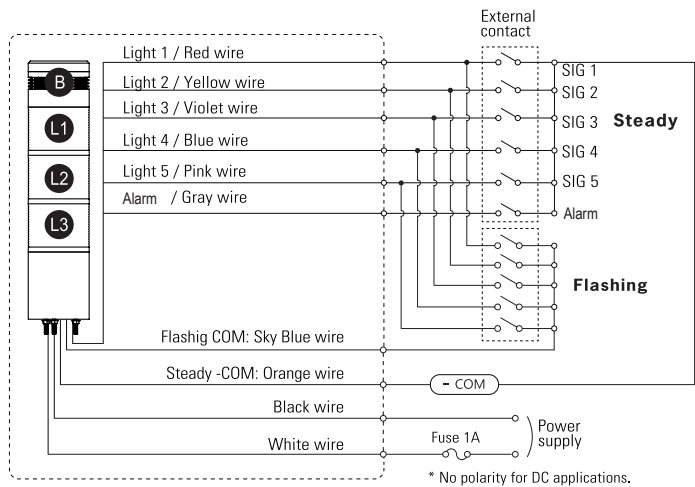 External
contact
Light 1 / Red wire
SIG 1
Light 2 / Yellow wire
SIG 2
Light 3 / Violet wire
SIG 3
Steady
Light 4 / Blue wire
SIG 4
Light 5 / Pink wire
SIG 5
Alarm / Gray wire
Alarm
B
L1
L2
L3
Flashing
Flashig COM: Sky Blue wire
Steady -COM: Orange wire
- COM
Black wire
White wire
Fuse 1A
Power
supply
* No polarity for DC applications.